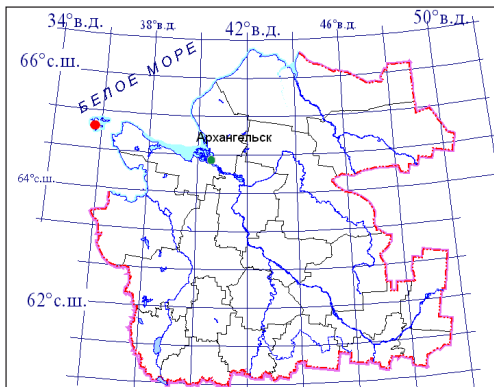 34°в.д.
38°в.д.
42°в.д.
46°в.д.
50°в.д.
66°с.ш.
БЕЛОЕ МОРЕ
Архангельск
64°с.ш.
62°с.ш.